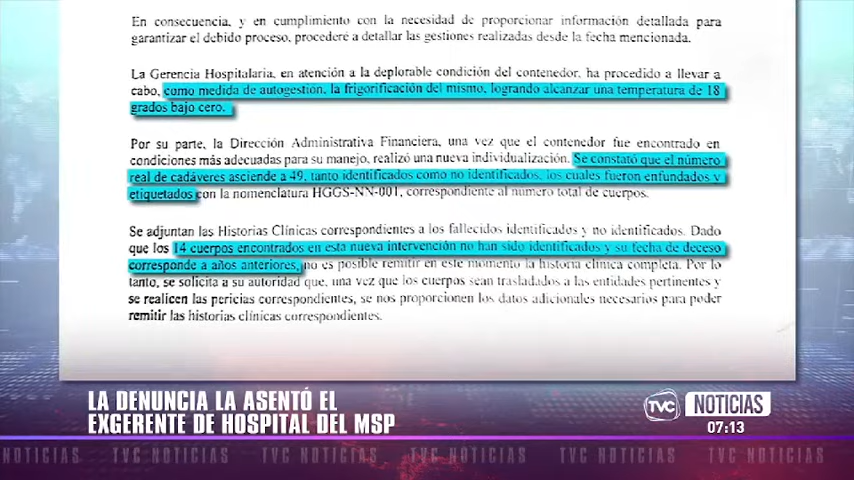 En consecuencia, y en cumplimiento con la necesidad de proporcionar información detallada para
garantizar el debido proceso, procederé a detallar las gestiones realizadas desde la fecha mencionada.
La Gerencia Hospitalaria, en atención a la deplorable condición del contenedor, ha procedido a llevar a
cabo, como medida de autogestión, la frigorificación del mismo, logrando alcanzar una temperatura de 18
grados bajo cero.
Por su parte, la Dirección Administrativa Financiera, una vez que el contenedor fue encontrado en
condiciones más adecuadas para su manejo, realizó una nueva individualización. Se constató que el número
real de cadáveres asciende a 49, tanto identificados como no identificados, los cuales fueron enfundados y
etiquetados con la nomenclatura HGGS-NN-001, correspondiente al número total de cuerpos.
Se adjuntan las Historias Clínicas correspondientes a los fallecidos identificados y no identificados. Dado
que los 14 cuerpos encontrados en esta nueva intervención no han sido identificados y su fecha de deceso
corresponde a años anteriores, no es posible remitir en este momento la historia clínica completa. Por lo
tanto, se solicita a su autoridad que, una vez que los cuerpos sean trasladados a las entidades pertinentes y
se realicen las pericias correspondientes, se nos proporcionen los datos adicionales necesarios para poder
remitir las historias clínicas correspondientes.
LA DENUNCIA LA ASENTÓ EL
EXGERENTE DE HOSPITAL DEL MSP
TVC NOTICIAS
07:13
NOTICIAS TVC NOTICIAS TVC NOTICIAS TVC NOTICIAS TVC NOTICIAS TVC NOTICIAS